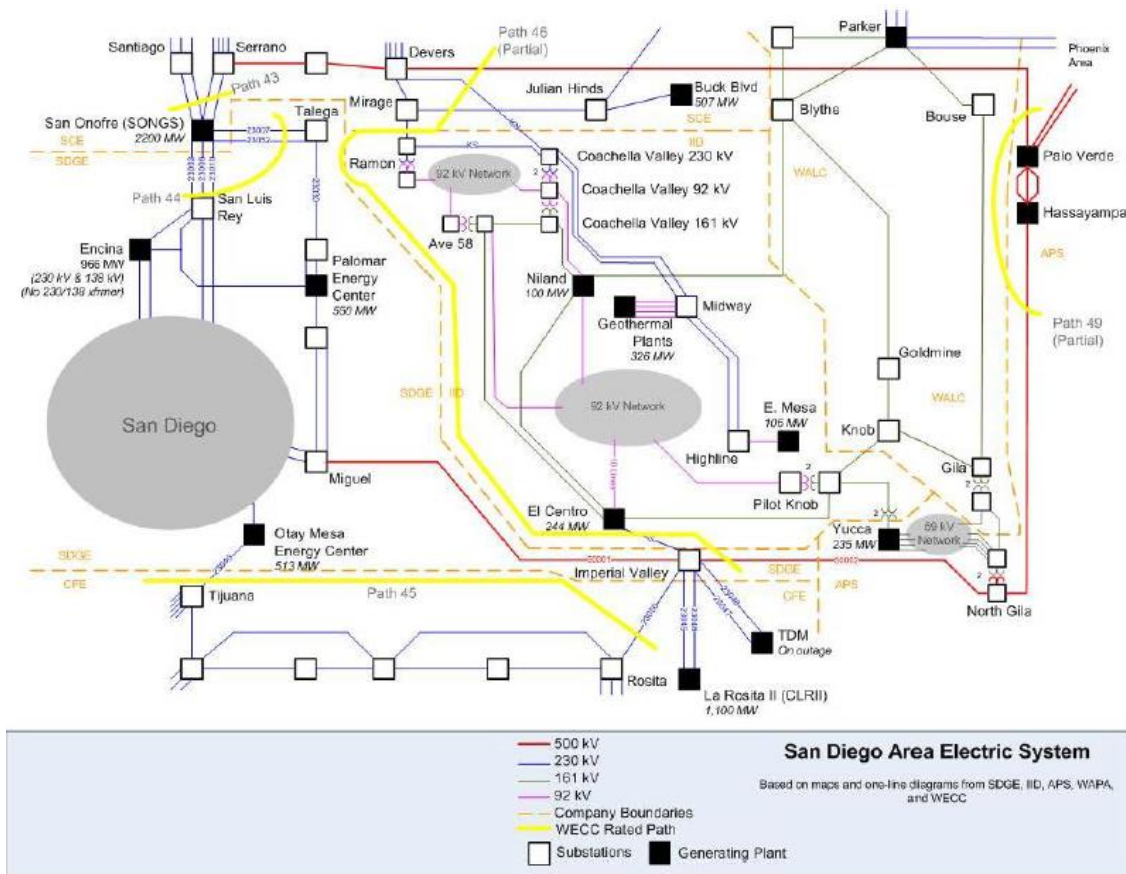 Path 46
(Partial)
Parker
Santiago
Serrano
Devers
Phoenix
Area
Path 43
Julian Hinds
Buck Blvd
507 MW
Mirage
Talega
Blythe
Bouse
San Onofre (SONGS)
2200 MW
SCE
SDGE
SCE
IID
Ramon
Coachella Valley 230 kV
WALC
Palo Verde
92 kV Network
2
Coachella Valley 92 kV
Path 44
San Luis
Rey
Hassayampa
Coachella Valley 161 kV
Ave 58
APS
Encina
966 MW
(230 kV & 138 kV)
(No 230/138 xfrmer)
Palomar
Energy
Center
550 MW
Niland
100 MW
Midway
Geothermal
Plants
326 MW
Path 49
(Partial)
Goldmine
SDGE
IID
WALC
92 kV Network
E. Mesa
106 MW
San Diego
Knob
Highline
Gila
Miguel
2
2
Pilot Knob
El Centro
244 MW
2
Yucca
235 MW
69 kV
Network
Otay Mesa
Energy Center
513 MW
SDGE
CFE
50001
Imperial Valley
SDGE
CFE
APS
50002
2
North Gila
Tijuana
Path 45
TDM
On outage
Rosita
La Rosita II (CLRII)
1,100 MW
500 kV
230 kV
161 kV
92 kV
Company Boundaries
WECC Rated Path
Substations
Generating Plant
San Diego Area Electric System
Based on maps and one-line diagrams from SDGE, IID, APS, WAPA,
and WECC